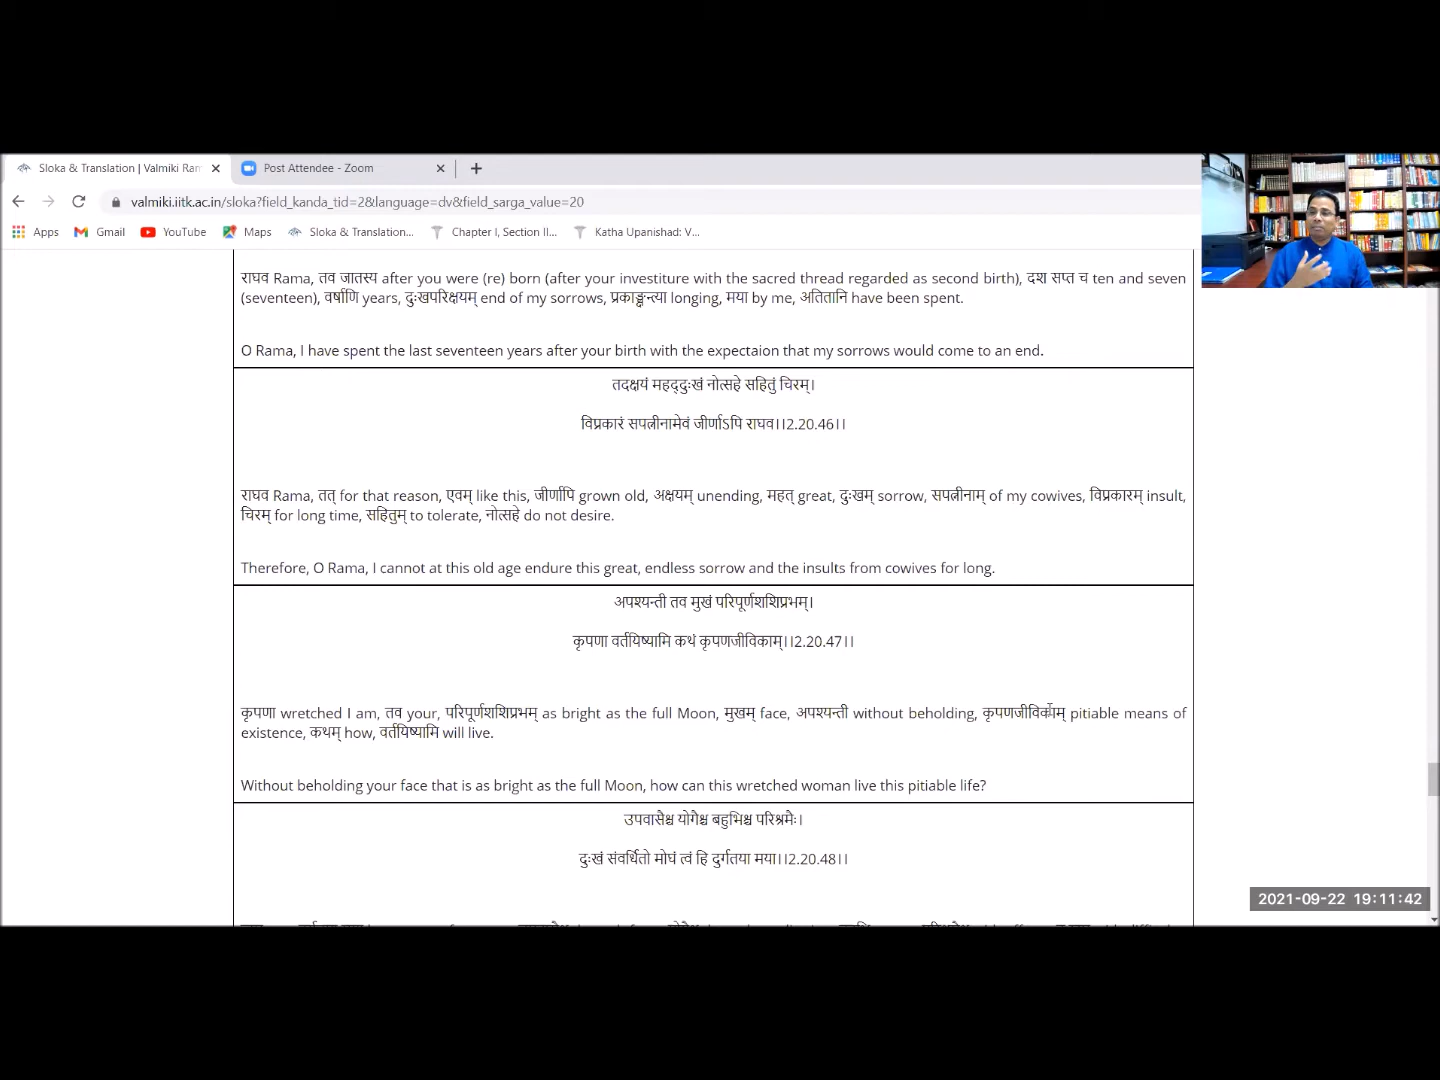 Sloka & Translation | Valmiki Ram
Post Attendee - Zoom
valmiki.iitk.ac.in/sloka?field_kanda_tid=2&language=dv&field_sarga_value=20
Apps Gmail YouTube Maps Sloka & Translation... Chapter I, Section II... Katha Upanishad: V...
राघव Rama, तव जातस्य after you were (re) born (after your investiture with the sacred thread regarded as second birth), दश सप्त च ten and seven
(seventeen), वर्षाणि years, दुःखपरिक्षयम् end of my sorrows, प्रकाङ्क्षन्त्या longing, मया by me, अतितानि have been spent.
O Rama, I have spent the last seventeen years after your birth with the expectaion that my sorrows would come to an end.
तदक्षयं महद्दुःखं नोत्सहे सहितुं चिरम्।
विप्रकारं सपत्नीनामेवं जीर्णाऽपि राघव।।2.20.46।।
राघव Rama, तत् for that reason, एवम् like this, जीर्णापि grown old, अक्षयम् unending, महत् great, दुःखम् sorrow, सपत्नीनाम् of my cowives, विप्रकारम् insult,
चिरम् for long time, सहितुम् to tolerate, नोत्सहे do not desire.
Therefore, O Rama, I cannot at this old age endure this great, endless sorrow and the insults from cowives for long.
अपश्यन्ती तव मुखं परिपूर्णशशिप्रभम्।
कृपणा वर्तयिष्यामि कथं कृपणजीविकाम्।।2.20.47।।
कृपणा wretched I am, तव your, परिपूर्णशशिप्रभम् as bright as the full Moon, मुखम् face, अपश्यन्ती without beholding, कृपणजीविकाम् pitiable means of
existence, कथम् how, वर्तयिष्यामि will live.
Without beholding your face that is as bright as the full Moon, how can this wretched woman live this pitiable life?
उपवासैश्च योगैश्च बहुभिश्च परिश्रमैः।
दुःखं संवर्धितो मोघं त्वं हि दुर्गतया मया।।2.20.48।।
2021-09-22 19:11:42